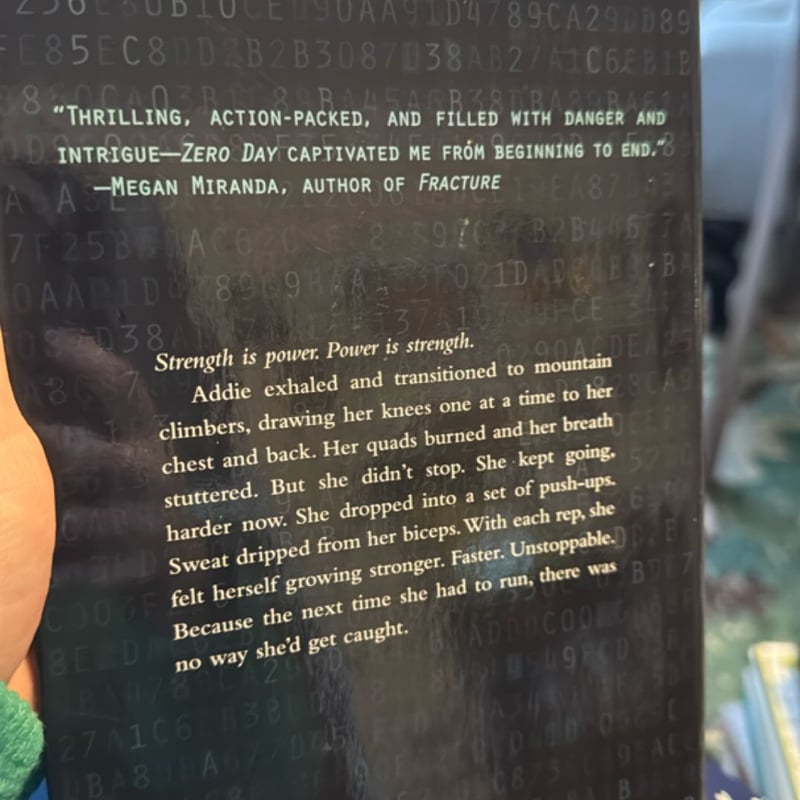 “THRILLING, ACTION-PACKED, AND FILLED WITH DANGER AND
INTRIGUE—ZERO DAY CAPTIVATED ME FROM BEGINNING TO END.”
—MEGAN MIRANDA, AUTHOR OF FRACTURE
Strength is power. Power is strength.
Addie exhaled and transitioned to mountain
climbers, drawing her knees one at a time to her
chest and back. Her quads burned and her breath
stuttered. But she didn’t stop. She kept going,
harder now. She dropped into a set of push-ups.
Sweat dripped from her biceps. With each rep, she
felt herself growing stronger. Faster. Unstoppable.
Because the next time she had to run, there was
no way she’d get caught.